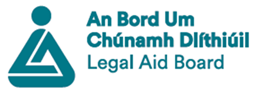 An Bord Um
Chúnamh Dlíthiúil
Legal Aid Board